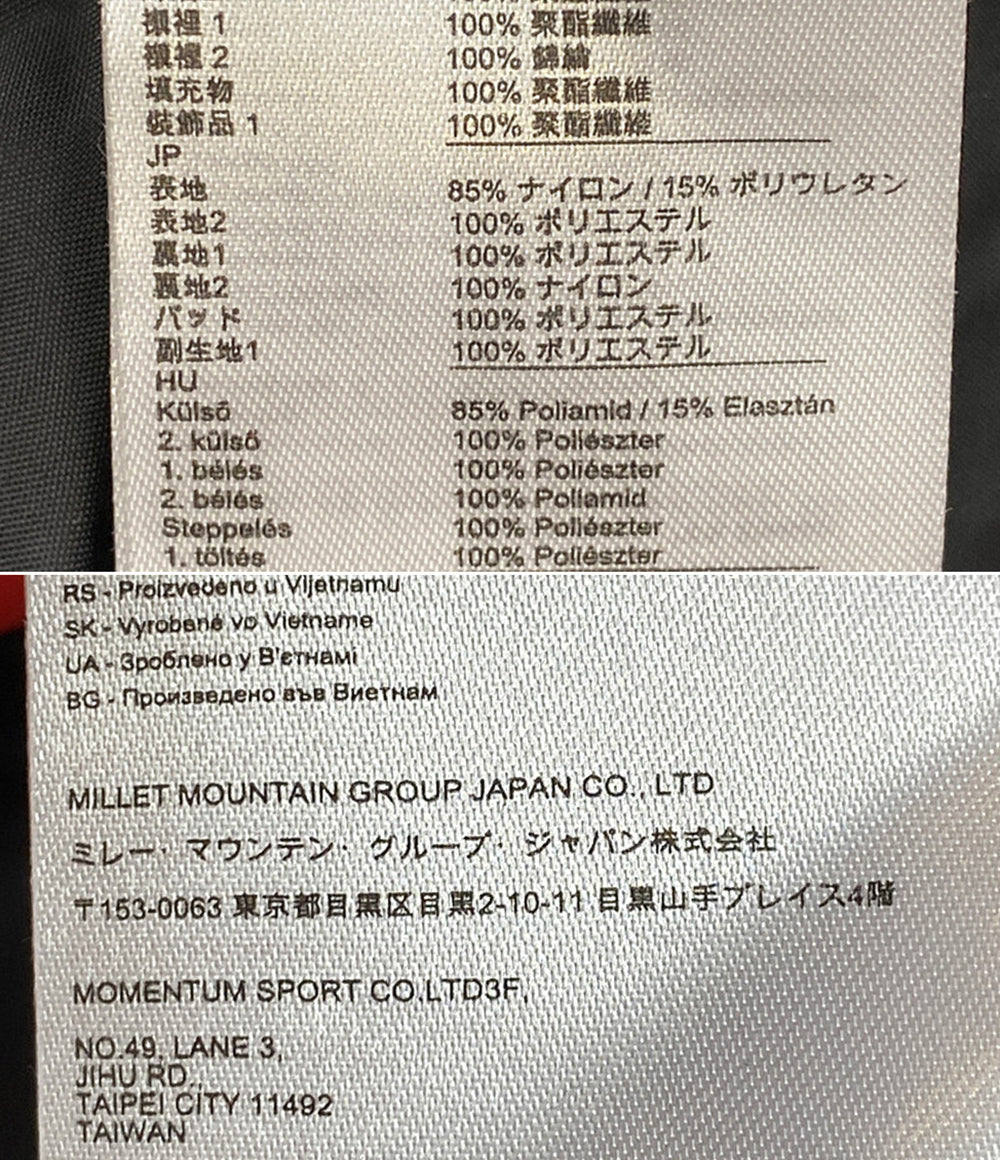 襯裡 1 100% 聚酯纖維
襯裡 2 100% 錦綸
填充物 100% 聚酯纖維
裝飾品 1 100% 聚酯纖維
JP
表地 85% ナイロン / 15% ポリウレタン
表地2 100% ポリエステル
裏地1 100% ポリエステル
裏地2 100% ナイロン
パッド 100% ポリエステル
副生地1 100% ポリエステル
HU
Külső 85% Poliamid / 15% Elasztán
2. külső 100% Poliészter
1. bélés 100% Poliészter
2. bélés 100% Poliamid
Steppelés 100% Poliészter
1. töltés 100% Poliészter
RS - Proizvedeno u Vijetnamu
SK - Vyrobené vo Vietname
UA - Зроблено у В'єтнамі
BG - Произведено във Виетнам
MILLET MOUNTAIN GROUP JAPAN CO., LTD
ミレー・マウンテン・グループ・ジャパン株式会社
〒153-0063 東京都目黒区目黒2-10-11 目黒山手プレイス4階
MOMENTUM SPORT CO.LTD3F,
NO.49, LANE 3,
JIHU RD.,
TAIPEI CITY 11492
TAIWAN